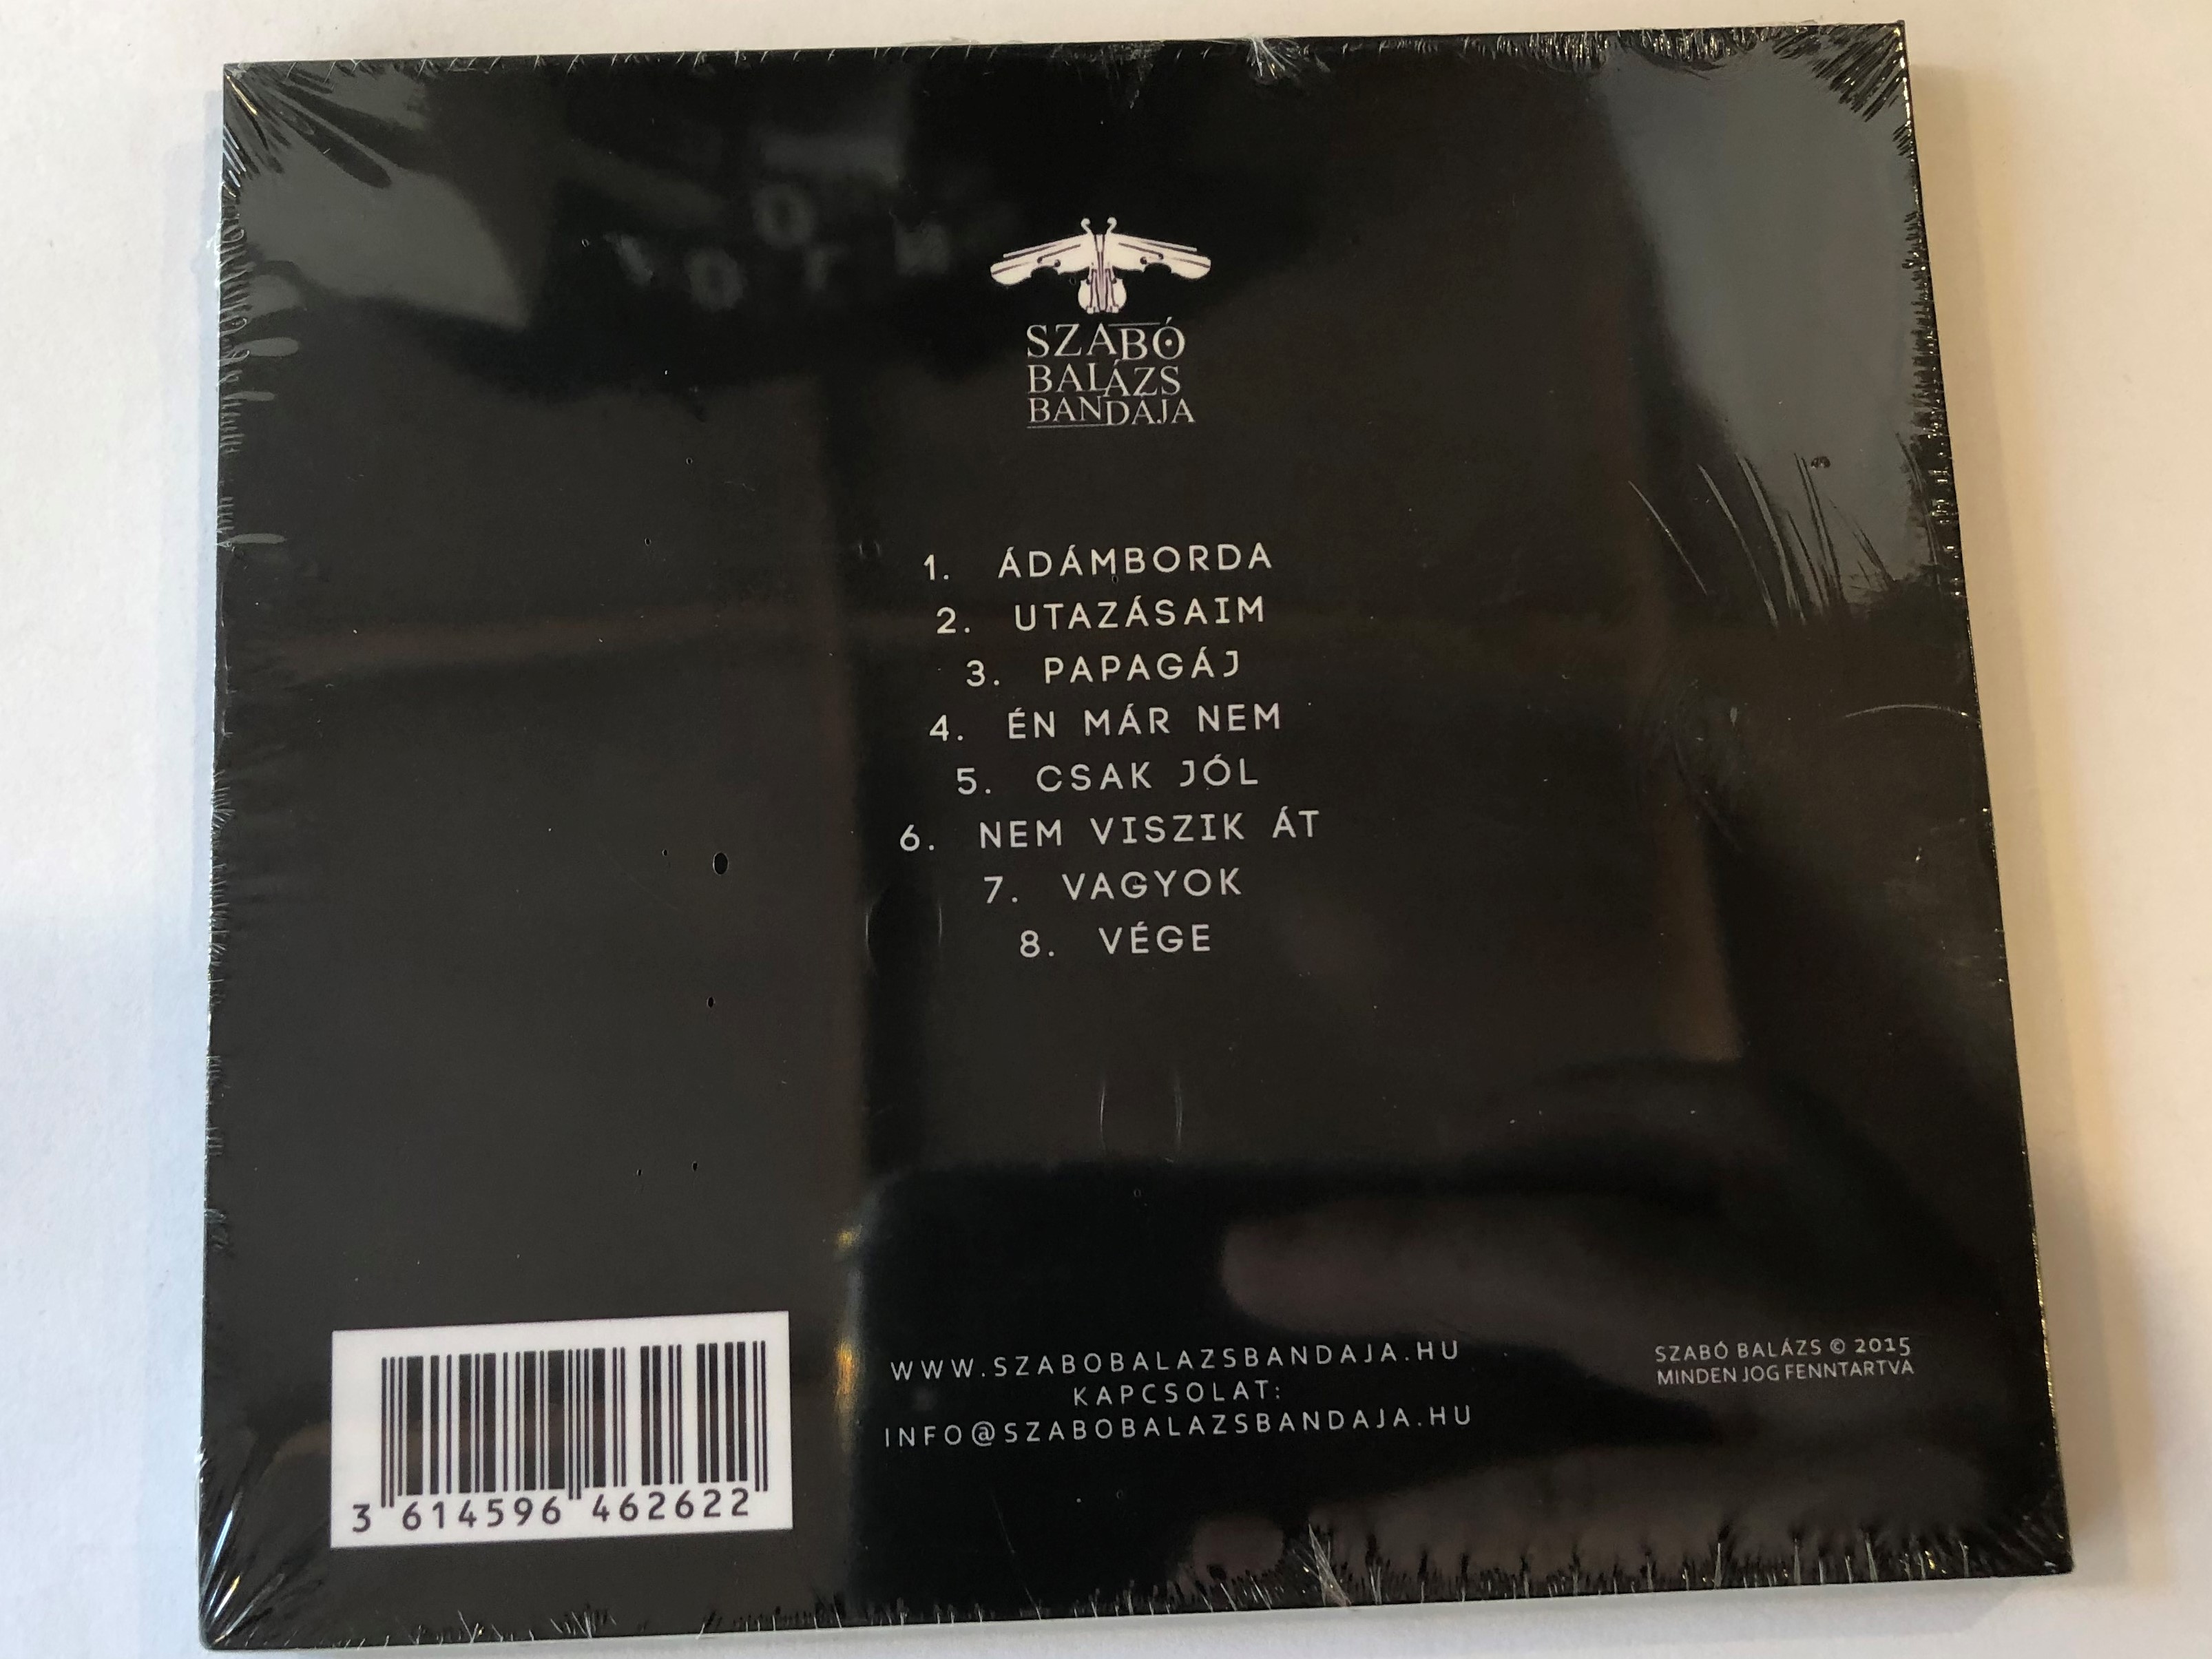 SZABÓ
BALÁZS
BANDAJA
1. ÁDÁMBORDA
2. UTAZÁSAIM
3. PAPAGÁJ
4. ÉN MÁR NEM
5. CSAK JÓL
6. NEM VISZIK ÁT
7. VAGYOK
8. VÉGE
3 614596 462622
WWW.SZABOBALAZSBANDAJA.HU
KAPCSOLAT:
INFO@SZABOBALAZSBANDAJA.HU
SZABÓ BALÁZS © 2015
MINDEN JOG FENNTARTVA